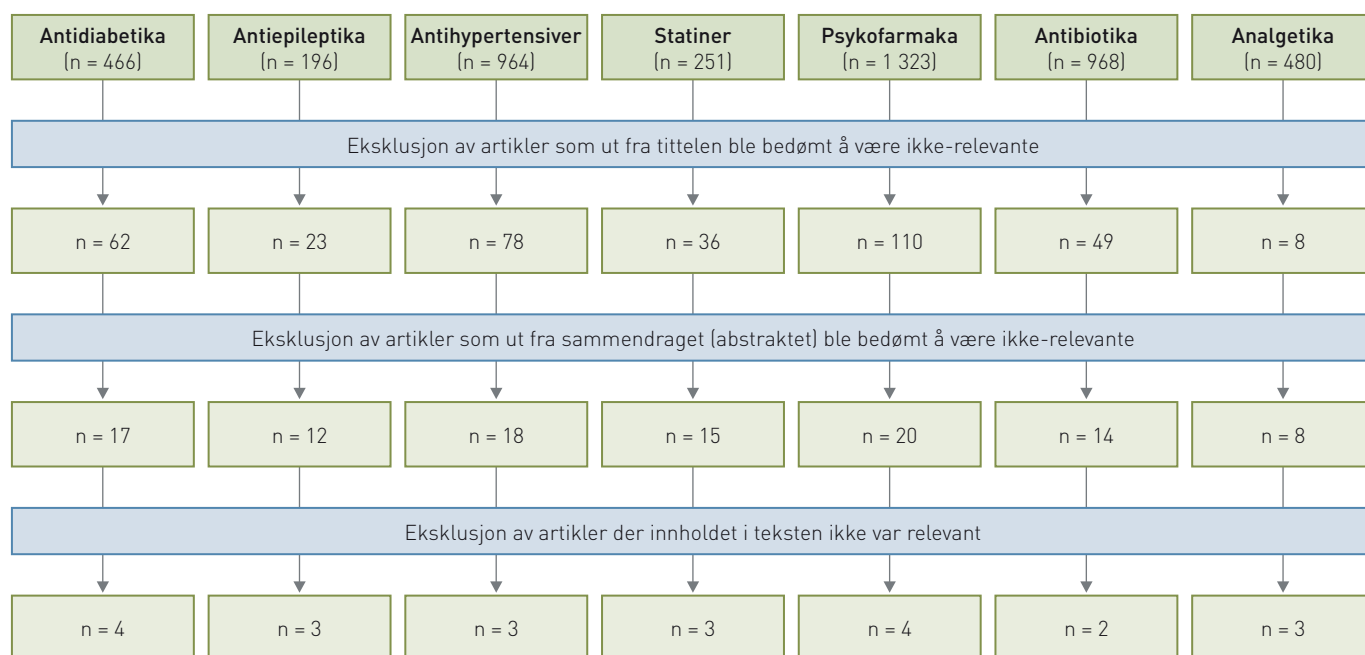 Antidiabetika
(n = 466)
Antiepileptika
(n = 196)
Antihypertensiver
(n = 964)
Statiner
(n = 251)
Psykofarmaka
(n = 1 323)
Antibiotika
(n = 968)
Analgetika
(n = 480)
Eksklusjon av artikler som ut fra tittelen ble bedømt å være ikke-relevante
n = 62
n = 23
n = 78
n = 36
n = 110
n = 49
n = 8
Eksklusjon av artikler som ut fra sammendraget (abstraktet) ble bedømt å være ikke-relevante
n = 17
n = 12
n = 18
n = 15
n = 20
n = 14
n = 8
Eksklusjon av artikler der innholdet i teksten ikke var relevant
n = 4
n = 3
n = 3
n = 3
n = 4
n = 2
n = 3